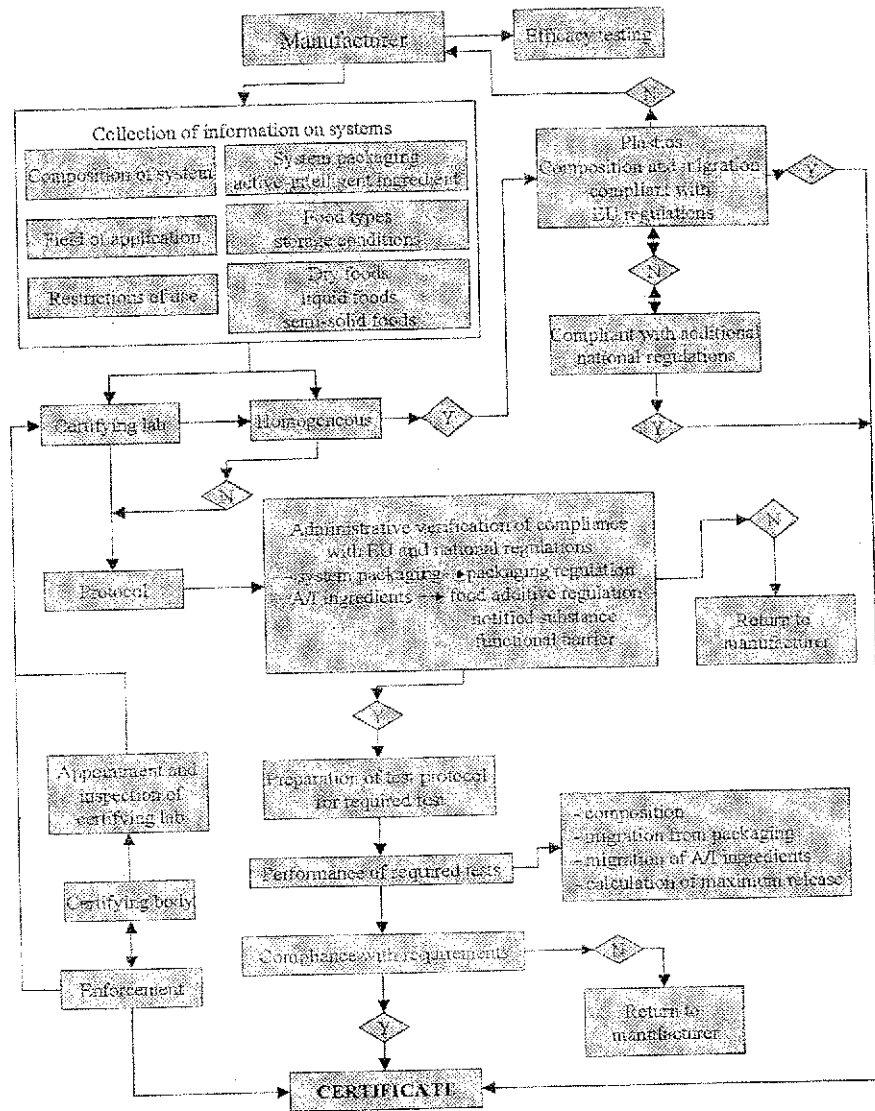 Manufacturer
Efficacy testing
N
Collection of information on systems
Composition of system
System packaging
active-intelligent ingredient
Field of application
Food types
storage conditions
Restrictions of use
Dry foods
liquid foods
semi-solid foods
Plastics
Composition and migration
compliant with
EU regulations
Y
N
Compliant with additional
national regulations
Y
Certifying lab
Homogeneous
Y
N
Protocol
Administrative verification of compliance
with EU and national regulations
- system packaging → packaging regulation
- A/I ingredients → food additive regulation
notified substance
functional barrier
N
Return to
manufacturer
Y
Appointment and
inspection of
certifying lab
Preparation of test protocol
for required test
- composition
- migration from packaging
- migration of A/I ingredients
- calculation of maximum release
Performance of required tests
Certifying body
Compliance with requirements
N
Enforcement
Return to
manufacturer
Y
CERTIFICATE